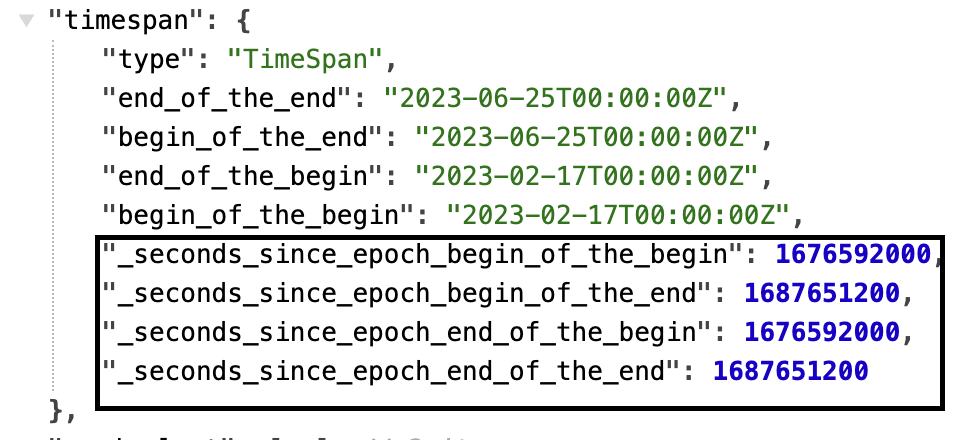 "timespan": {
"type": "TimeSpan",
"end_of_the_end": "2023-06-25T00:00:00Z",
"begin_of_the_end": "2023-06-25T00:00:00Z",
"end_of_the_begin": "2023-02-17T00:00:00Z",
"begin_of_the_begin": "2023-02-17T00:00:00Z",
"_seconds_since_epoch_begin_of_the_begin": 1676592000,
"_seconds_since_epoch_begin_of_the_end": 1687651200,
"_seconds_since_epoch_end_of_the_begin": 1676592000,
"_seconds_since_epoch_end_of_the_end": 1687651200
},